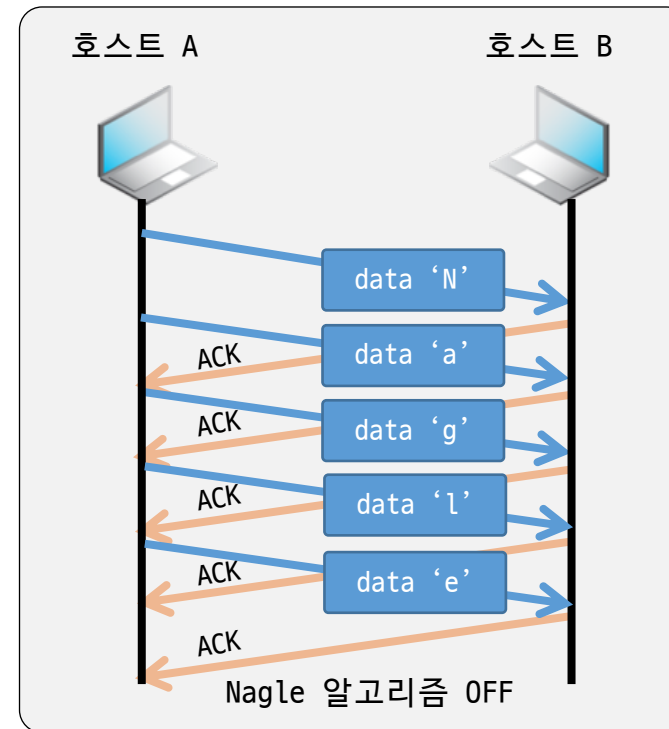 호스트 A
호스트 B
data ‘N’
data ‘a’
ACK
data ‘g’
ACK
data ‘l’
ACK
data ‘e’
ACK
ACK
Nagle 알고리즘 OFF